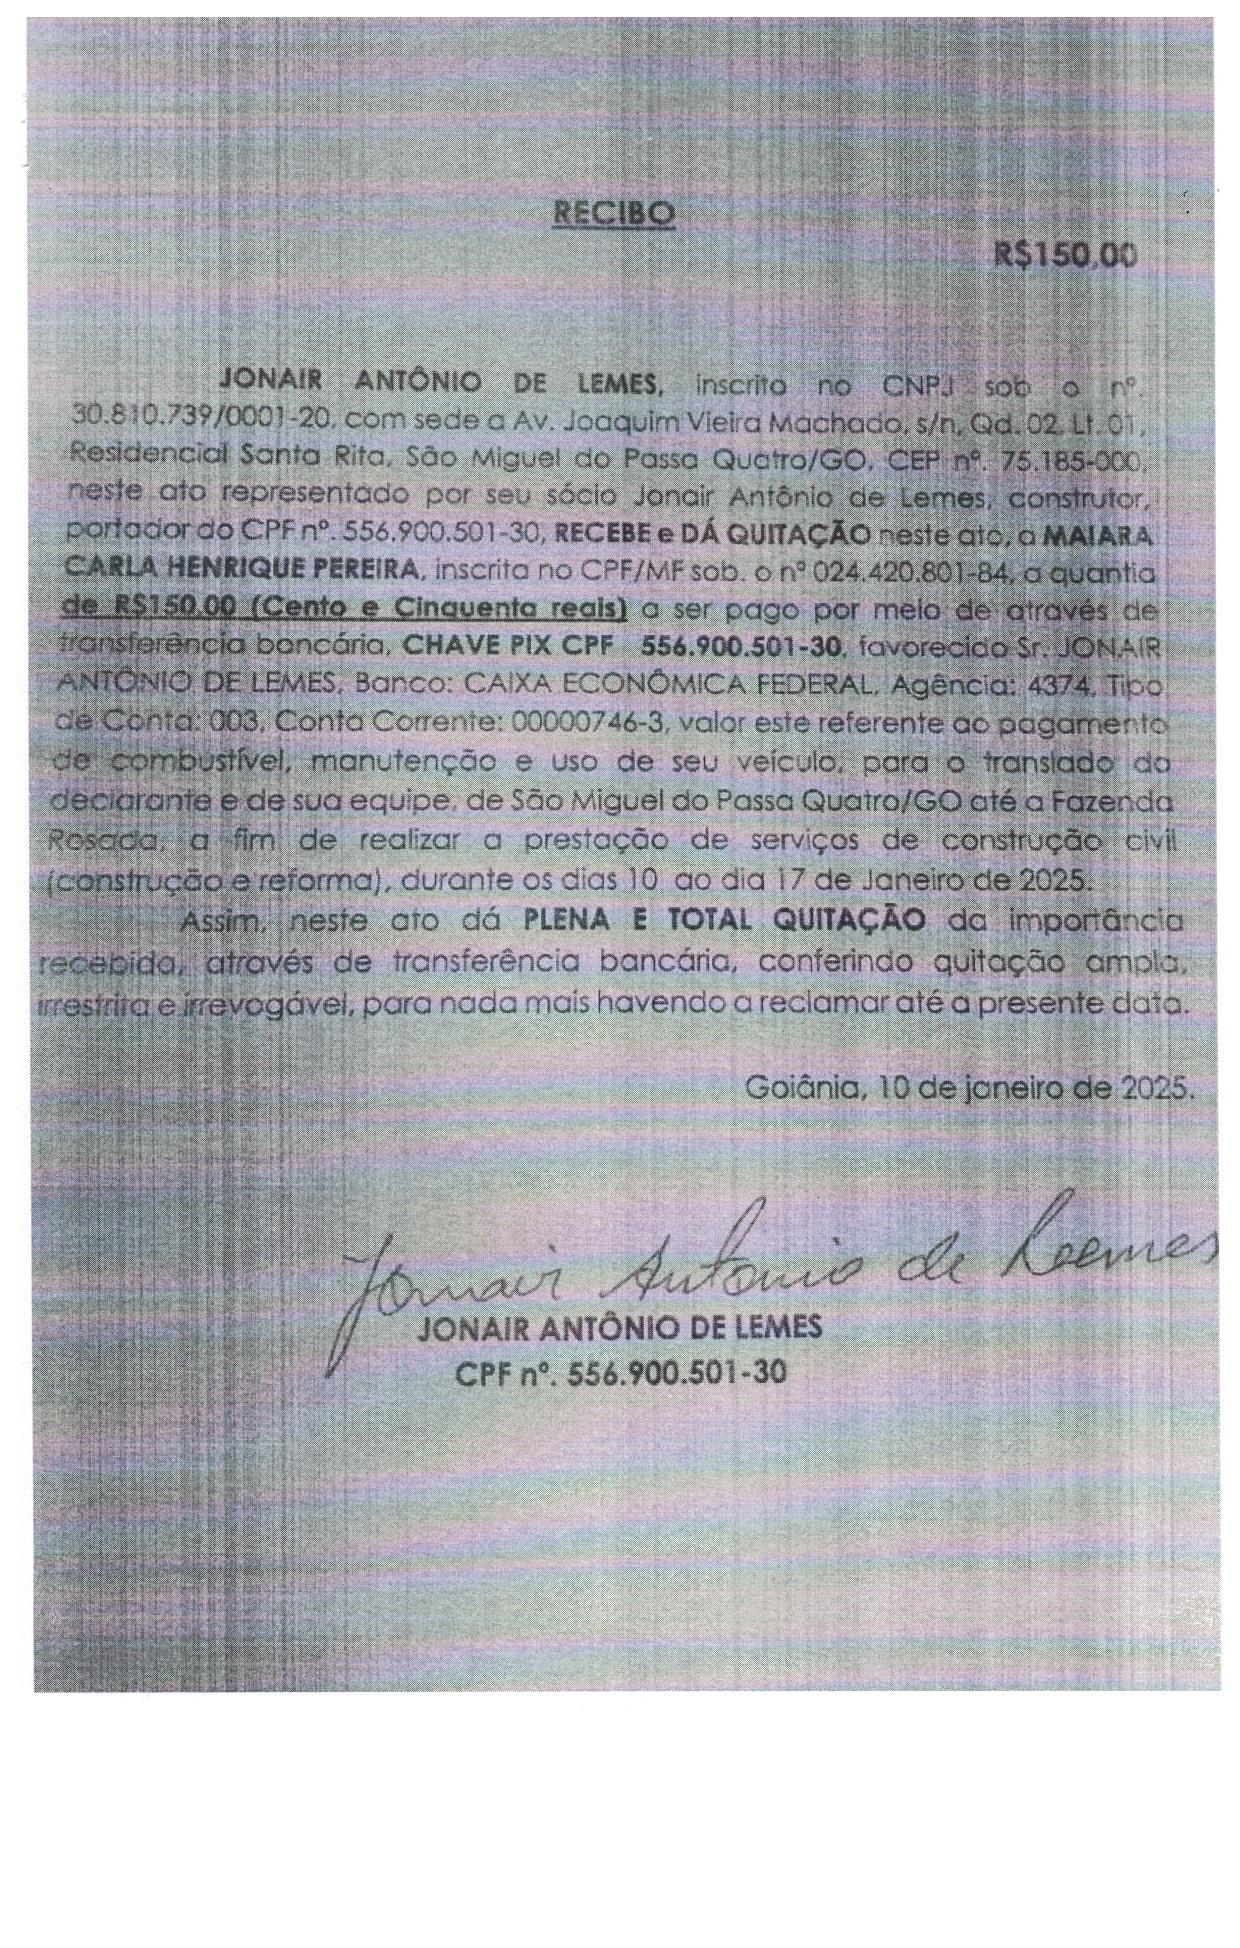 RECIBO
R$150,00
JONAIR ANTÔNIO DE LEMES, inscrito no CNPJ sob o nº.
30.810.739/0001-20, com sede a Av. Joaquim Vieira Machado, s/n, Qd. 02, Lt. 01,
Residencial Santa Rita, São Miguel do Passa Quatro/GO, CEP nº. 75.185-000,
neste ato representado por seu sócio Jonair Antônio de Lemes, construtor,
portador do CPF nº. 556.900.501-30, RECEBE e DÁ QUITAÇÃO neste ato, a MAIARA
CARLA HENRIQUE PEREIRA, inscrita no CPF/MF sob. o nº 024.420.801-84, a quantia
de R$150,00 (Cento e Cinquenta reais) a ser pago por meio de através de
transferência bancária, CHAVE PIX CPF 556.900.501-30, favorecido Sr. JONAIR
ANTÔNIO DE LEMES, Banco: CAIXA ECONÔMICA FEDERAL, Agência: 4374, Tipo
de Conta: 003, Conta Corrente: 00000746-3, valor este referente ao pagamento
de combustível, manutenção e uso de seu veículo, para o translado do
declarante e de sua equipe, de São Miguel do Passa Quatro/GO até a Fazenda
Rosada, a fim de realizar a prestação de serviços de construção civil
(construção e reforma), durante os dias 10 ao dia 17 de Janeiro de 2025.
Assim, neste ato dá PLENA E TOTAL QUITAÇÃO da importância
recebida, através de transferência bancária, conferindo quitação ampla,
irrestrita e irrevogável, para nada mais havendo a reclamar até a presente data.
Goiânia, 10 de janeiro de 2025.
Jonair Antonio de Leemes
JONAIR ANTÔNIO DE LEMES
CPF nº. 556.900.501-30